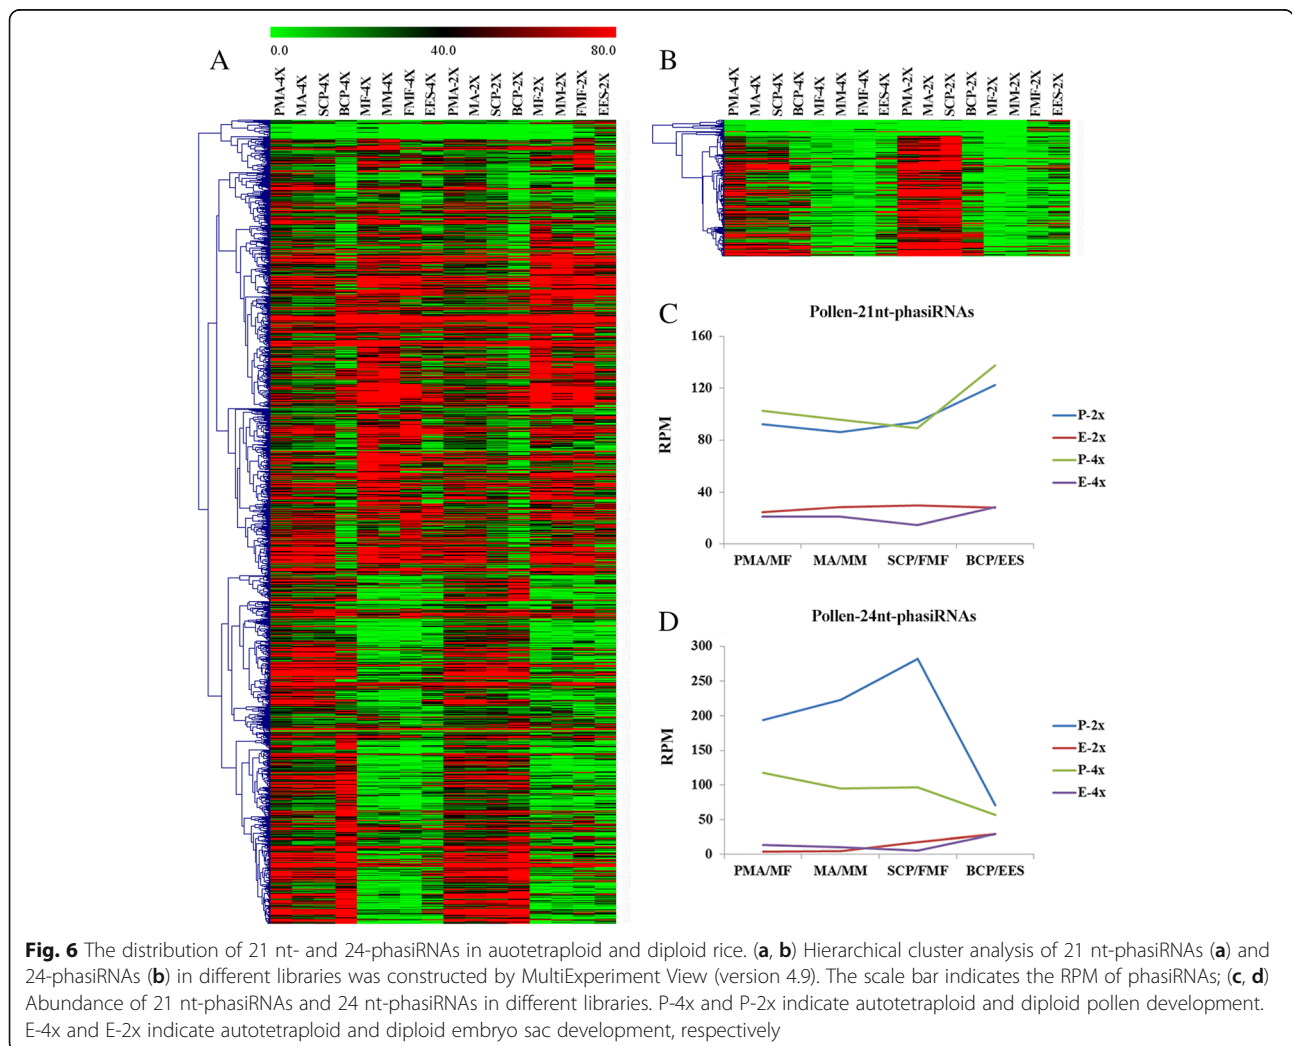 A
0.0 40.0 80.0
PMA-4X MA-4X SCP-4X BCP-4X MF-4X MM-4X FMF-4X EES-4X PMA-2X MA-2X SCP-2X BCP-2X MF-2X MM-2X FMF-2X EES-2X
B
PMA-4X MA-4X SCP-4X BCP-4X MF-4X MM-4X FMF-4X EES-4X PMA-2X MA-2X SCP-2X BCP-2X MF-2X MM-2X FMF-2X EES-2X
C
Pollen-21nt-phasiRNAs
160
120
80
40
0
RPM
PMA/MF MA/MM SCP/FMF BCP/EES
P-2x
E-2x
P-4x
E-4x
D
Pollen-24nt-phasiRNAs
300
250
200
150
100
50
0
RPM
PMA/MF MA/MM SCP/FMF BCP/EES
P-2x
E-2x
P-4x
E-4x
Fig. 6 The distribution of 21 nt- and 24-phasiRNAs in auotetraploid and diploid rice. (a, b) Hierarchical cluster analysis of 21 nt-phasiRNAs (a) and
24-phasiRNAs (b) in different libraries was constructed by MultiExperiment View (version 4.9). The scale bar indicates the RPM of phasiRNAs; (c, d)
Abundance of 21 nt-phasiRNAs and 24 nt-phasiRNAs in different libraries. P-4x and P-2x indicate autotetraploid and diploid pollen development.
E-4x and E-2x indicate autotetraploid and diploid embryo sac development, respectively